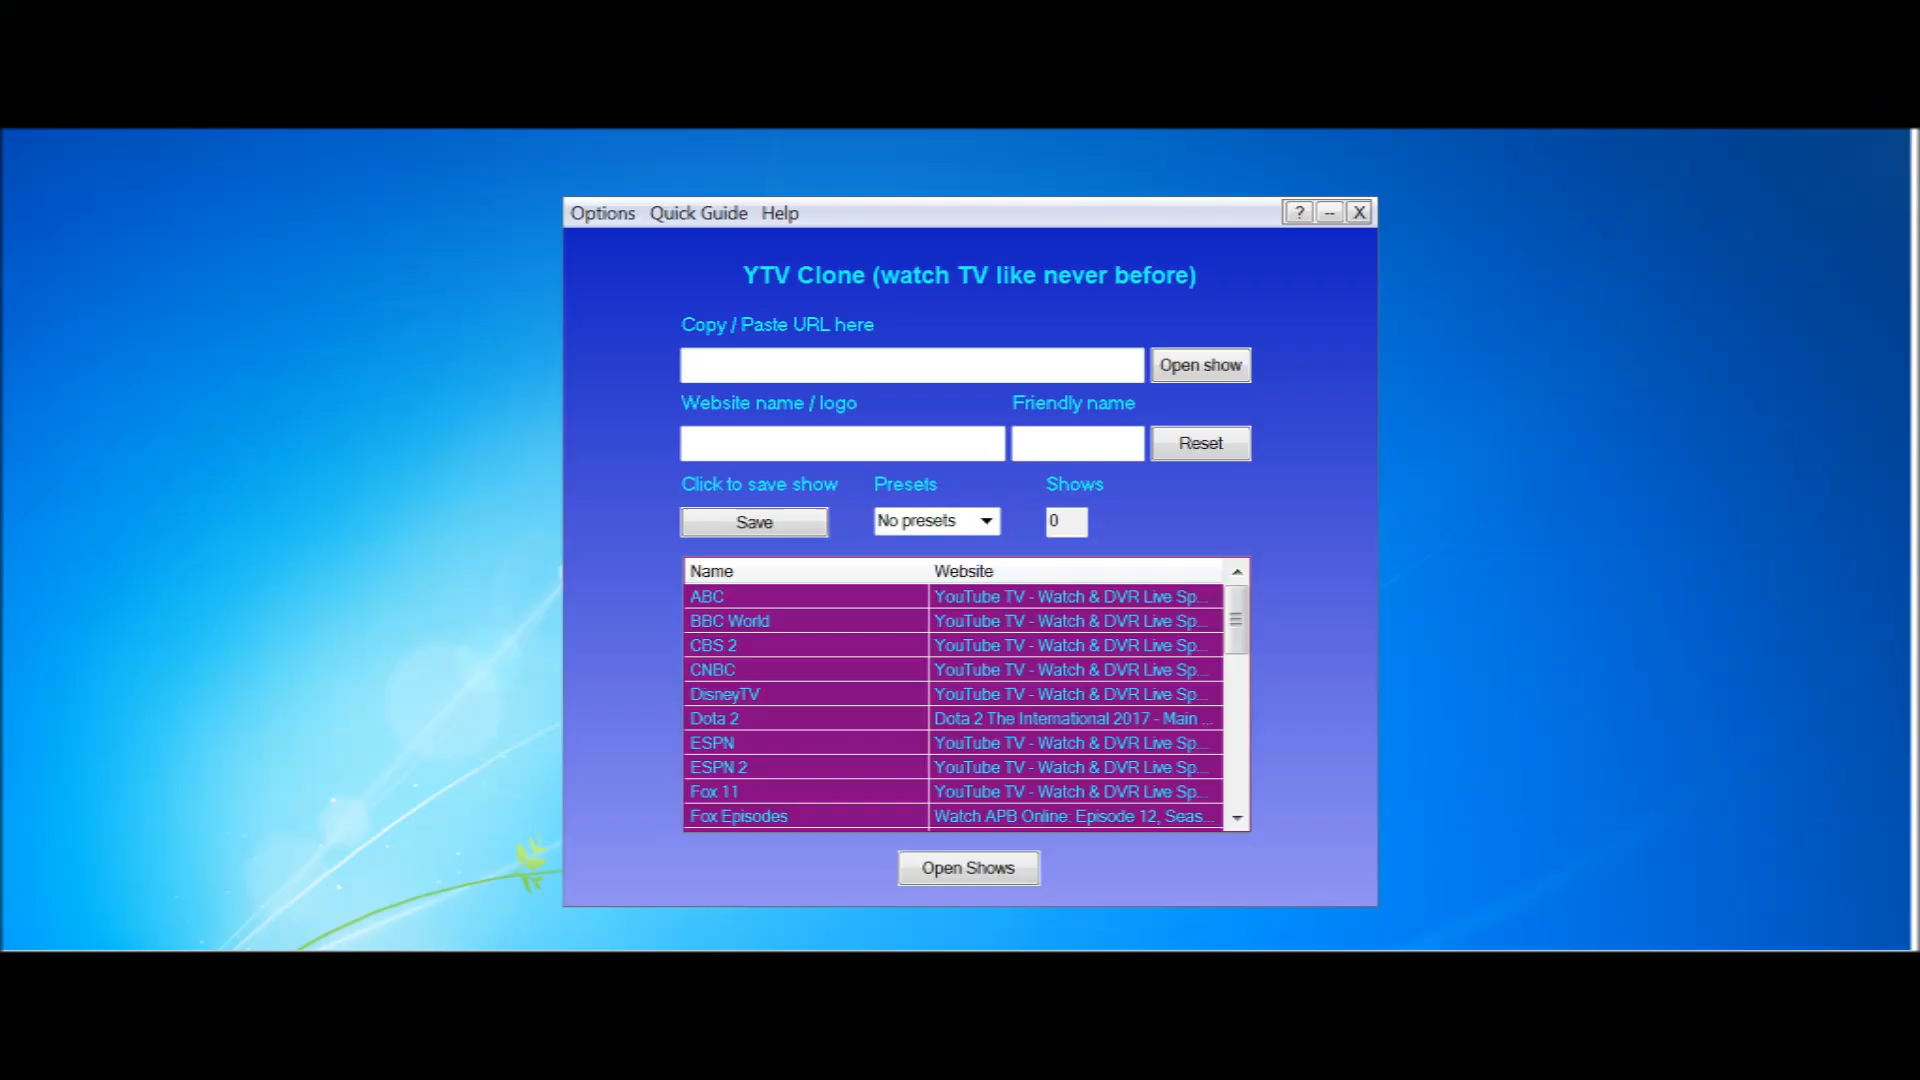 Options Quick Guide Help ? -- X
YTV Clone (watch TV like never before)
Copy / Paste URL here
Open show
Website name / logo Friendly name
Reset
Click to save show Presets Shows
Save No presets 0
Name Website
ABC YouTube TV - Watch & DVR Live Sp...
BBC World YouTube TV - Watch & DVR Live Sp...
CBS 2 YouTube TV - Watch & DVR Live Sp...
CNBC YouTube TV - Watch & DVR Live Sp...
DisneyTV YouTube TV - Watch & DVR Live Sp...
Dota 2 Dota 2 The International 2017 - Main ...
ESPN YouTube TV - Watch & DVR Live Sp...
ESPN 2 YouTube TV - Watch & DVR Live Sp...
Fox 11 YouTube TV - Watch & DVR Live Sp...
Fox Episodes Watch APB Online: Episode 12, Seas...
Open Shows